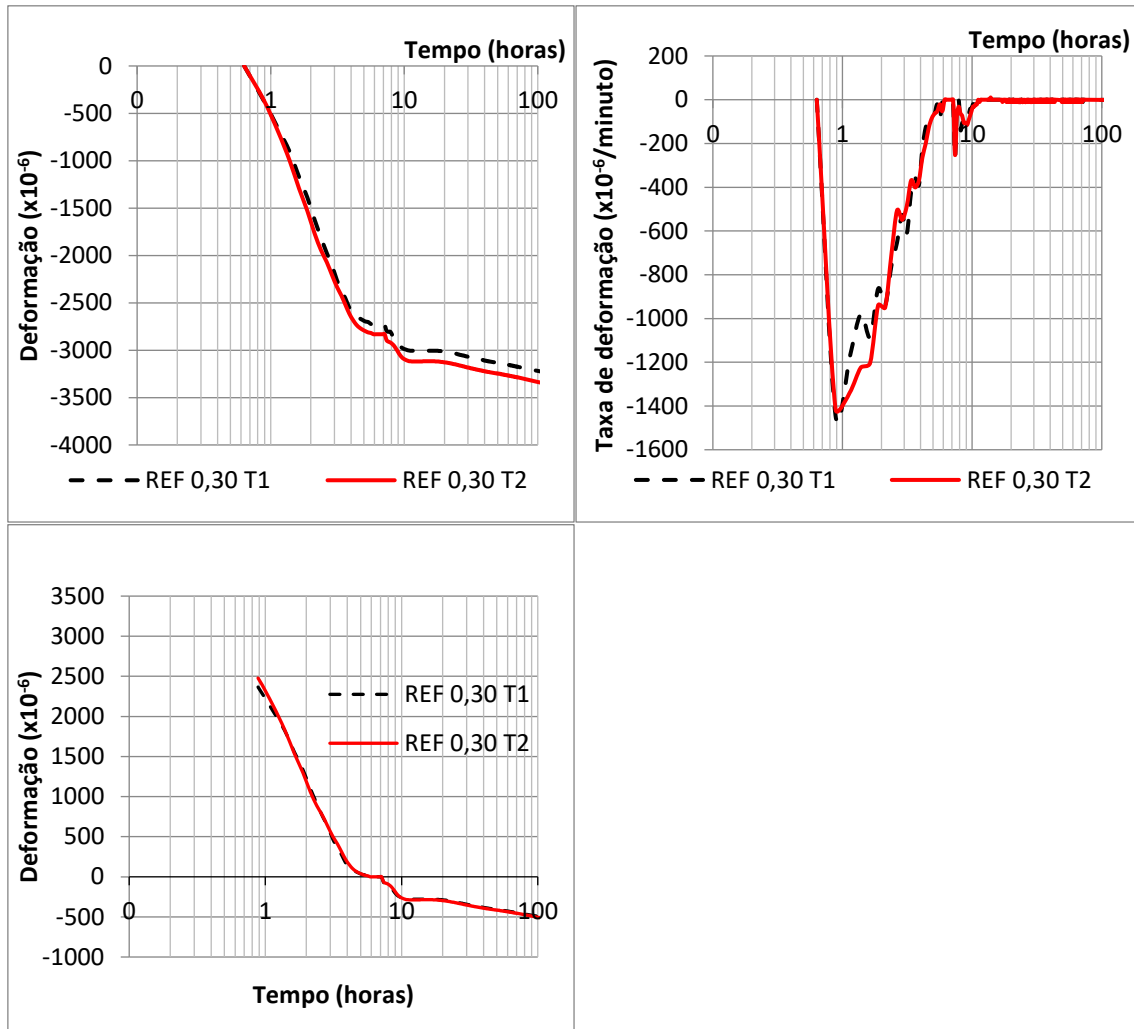 Tempo (horas)
0
-500
-1000
-1500
-2000
-2500
-3000
-3500
-4000
0 1 10 100
Deformação (x10⁻⁶)
REF 0,30 T1 REF 0,30 T2
Tempo (horas)
200
0
-200
-400
-600
-800
-1000
-1200
-1400
-1600
0 1 10 100
Taxa de deformação (x10⁻⁶/minuto)
REF 0,30 T1 REF 0,30 T2
3500
3000
2500
2000
1500
1000
500
0
-500
-1000
0 1 10 100
Deformação (x10⁻⁶)
REF 0,30 T1
REF 0,30 T2
Tempo (horas)